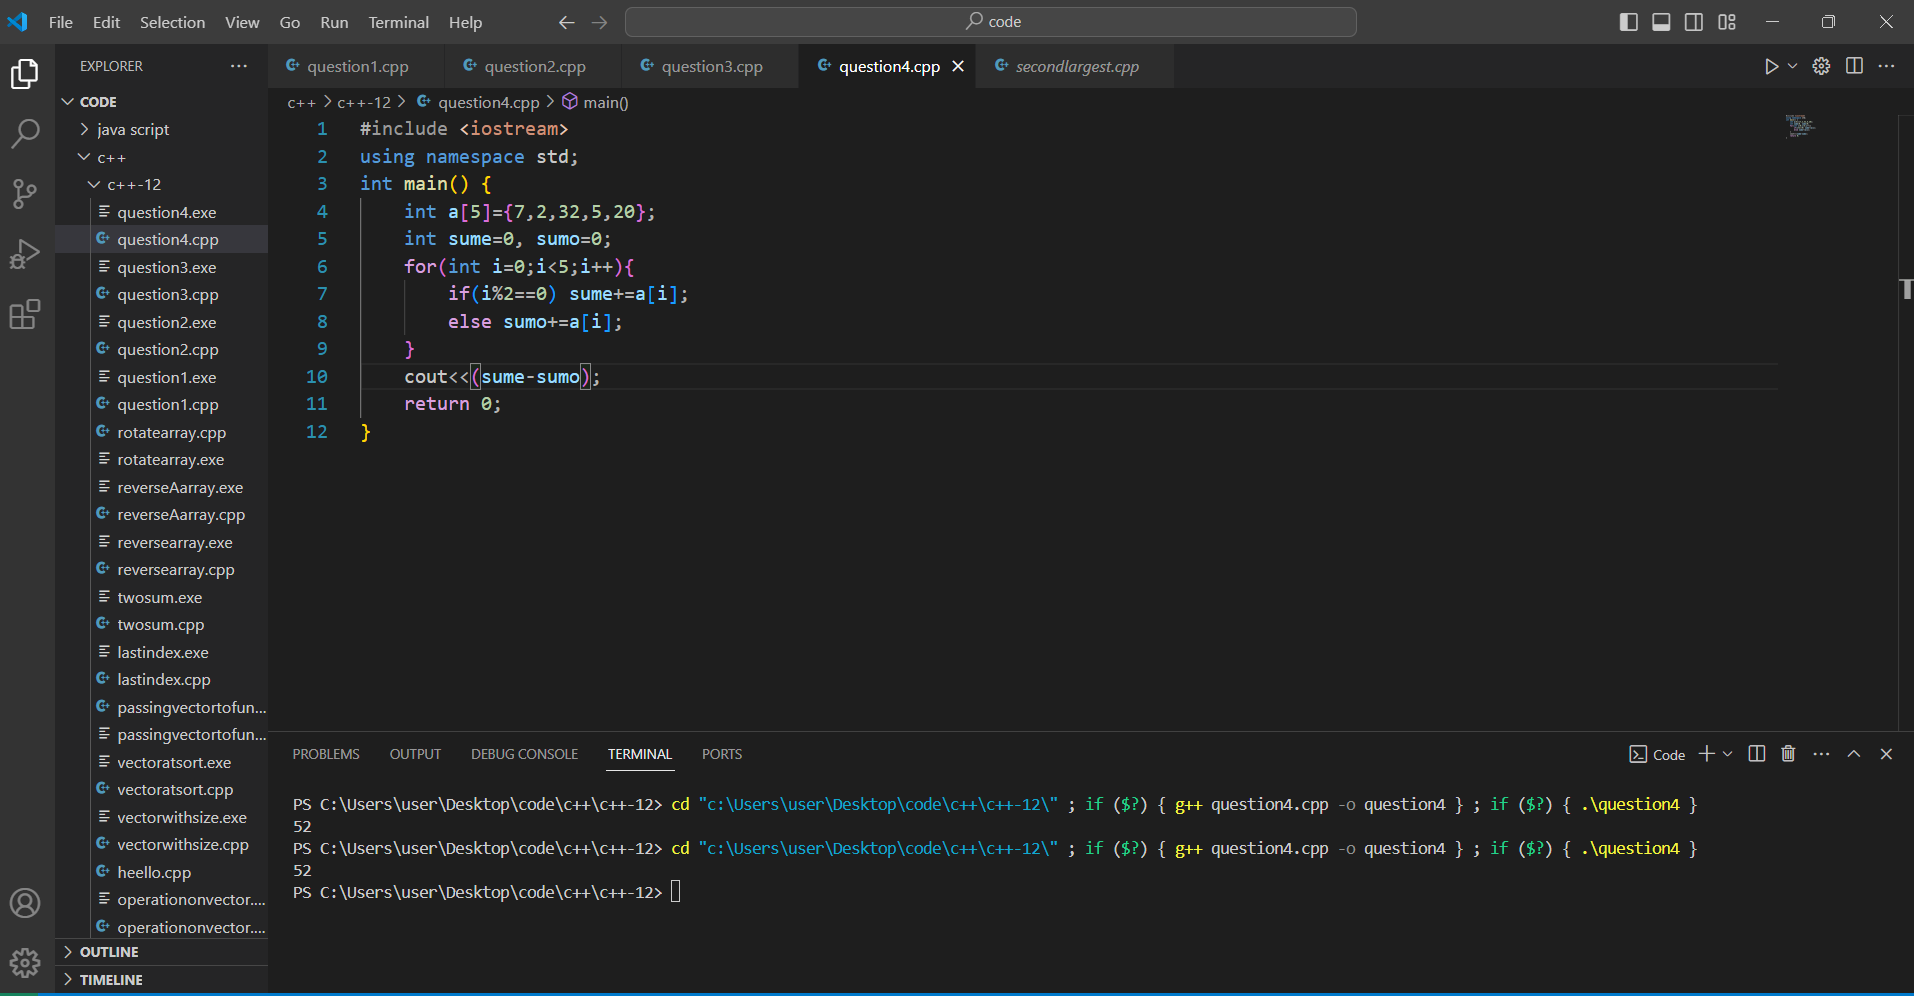 File Edit Selection View Go Run Terminal Help
code
EXPLORER
CODE
java script
c++
c++-12
question4.exe
question4.cpp
question3.exe
question3.cpp
question2.exe
question2.cpp
question1.exe
question1.cpp
rotatearray.cpp
rotatearray.exe
reverseAarray.exe
reverseAarray.cpp
reversearray.exe
reversearray.cpp
twosum.exe
twosum.cpp
lastindex.exe
lastindex.cpp
passingvectortofun...
passingvectortofun...
vectoratsort.exe
vectoratsort.cpp
vectorwithsize.exe
vectorwithsize.cpp
heello.cpp
operationonvector....
operationonvector....
OUTLINE
TIMELINE
question1.cpp question2.cpp question3.cpp question4.cpp secondlargest.cpp
c++ > c++-12 > question4.cpp > main()
1 #include <iostream>
2 using namespace std;
3 int main() {
4 int a[5]={7,2,32,5,20};
5 int sume=0, sumo=0;
6 for(int i=0;i<5;i++){
7 if(i%2==0) sume+=a[i];
8 else sumo+=a[i];
9 }
10 cout<<(sume-sumo);
11 return 0;
12 }
PROBLEMS OUTPUT DEBUG CONSOLE TERMINAL PORTS
Code
PS C:\Users\user\Desktop\code\c++\c++-12> cd "c:\Users\user\Desktop\code\c++\c++-12\" ; if ($?) { g++ question4.cpp -o question4 } ; if ($?) { .\question4 }
52
PS C:\Users\user\Desktop\code\c++\c++-12> cd "c:\Users\user\Desktop\code\c++\c++-12\" ; if ($?) { g++ question4.cpp -o question4 } ; if ($?) { .\question4 }
52
PS C:\Users\user\Desktop\code\c++\c++-12>